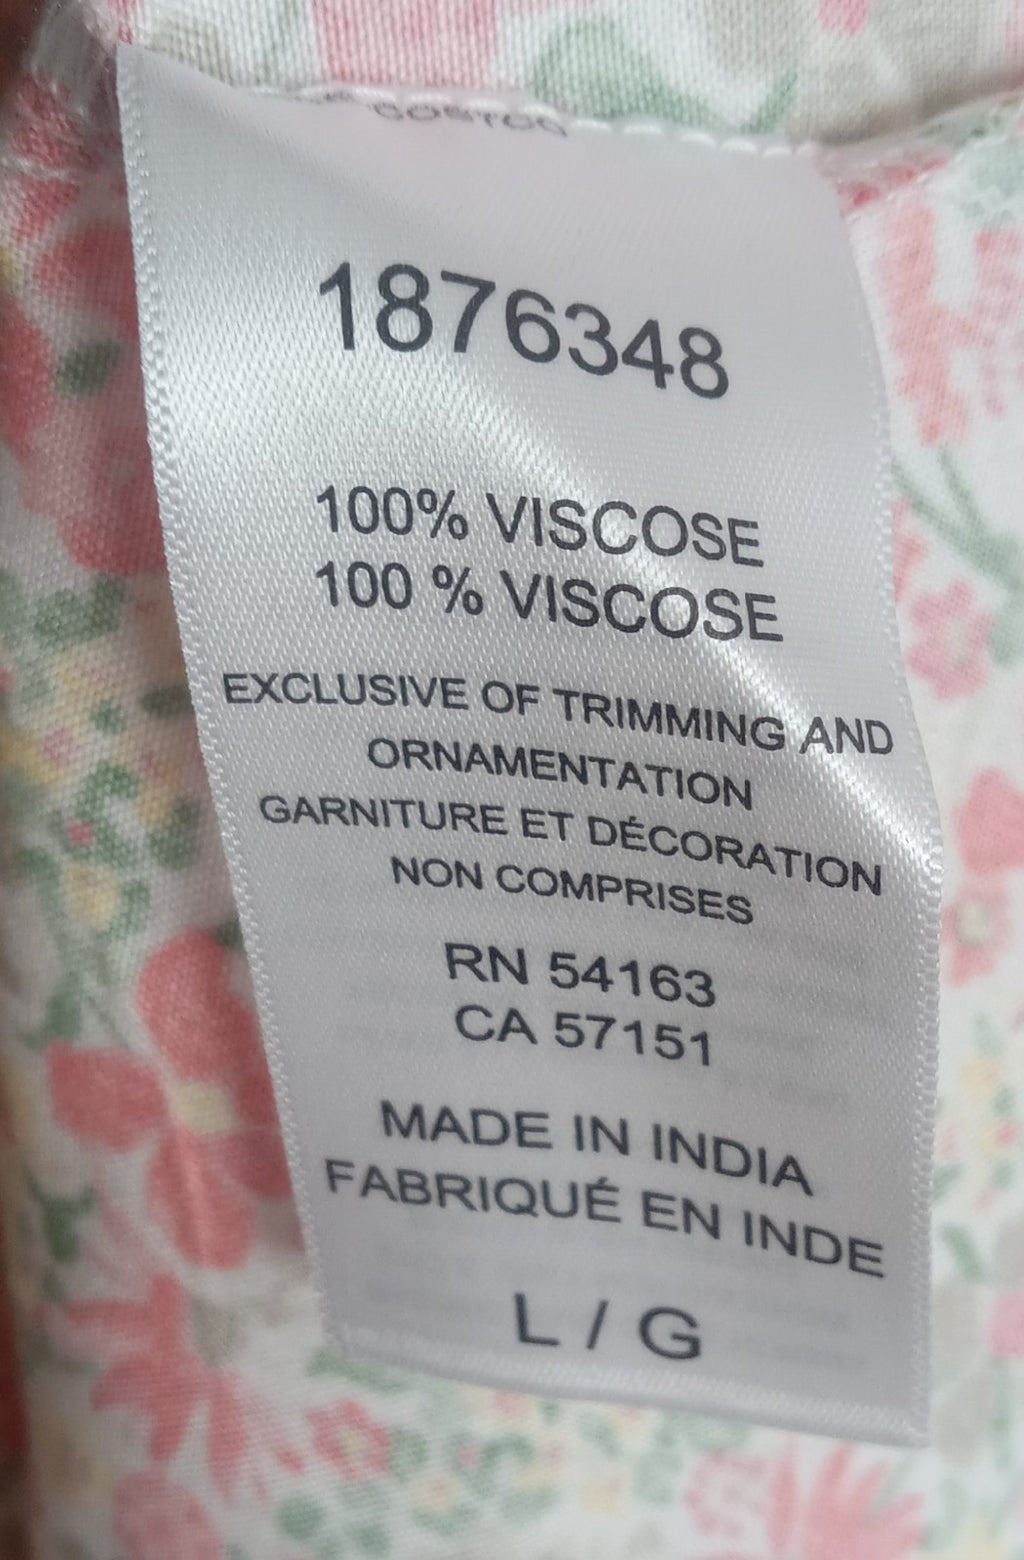 COSTCO
1876348
100% VISCOSE
100 % VISCOSE
EXCLUSIVE OF TRIMMING AND
ORNAMENTATION
GARNITURE ET DÉCORATION
NON COMPRISES
RN 54163
CA 57151
MADE IN INDIA
FABRIQUÉ EN INDE
L / G